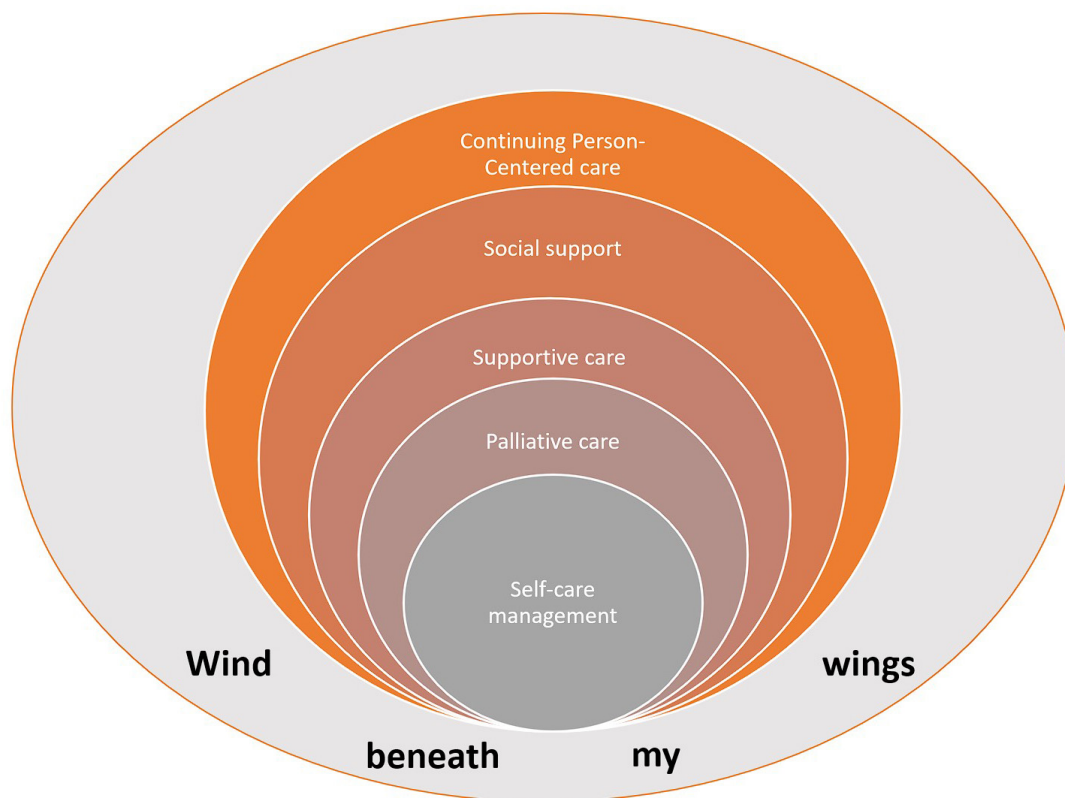 Continuing Person-
Centered care
Social support
Supportive care
Palliative care
Self-care
management
Wind
beneath
my
wings